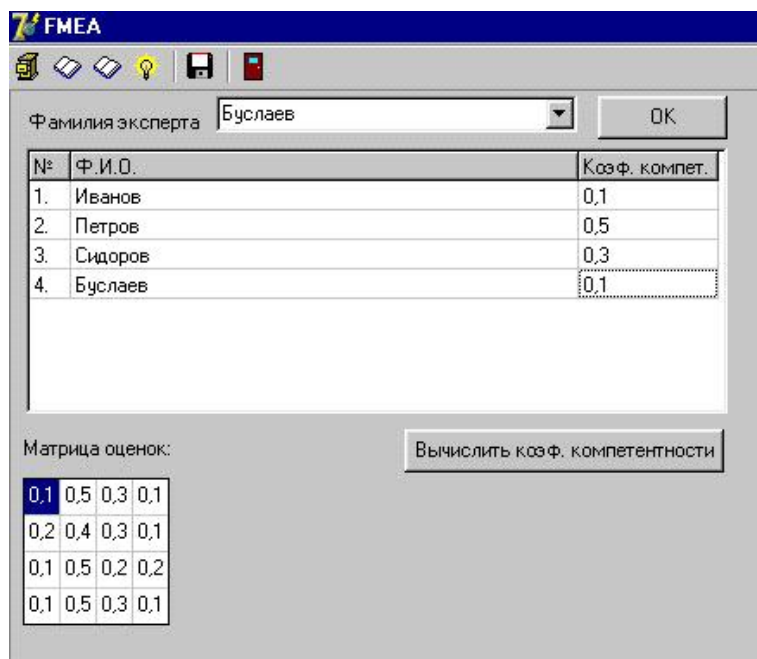 FMEA
Фамилия эксперта Буслаев OK
№ Ф.И.О. Коэф. компет.
1. Иванов 0,1
2. Петров 0,5
3. Сидоров 0,3
4. Буслаев 0,1
Матрица оценок: Вычислить коэф. компетентности
0,1 0,5 0,3 0,1
0,2 0,4 0,3 0,1
0,1 0,5 0,2 0,2
0,1 0,5 0,3 0,1